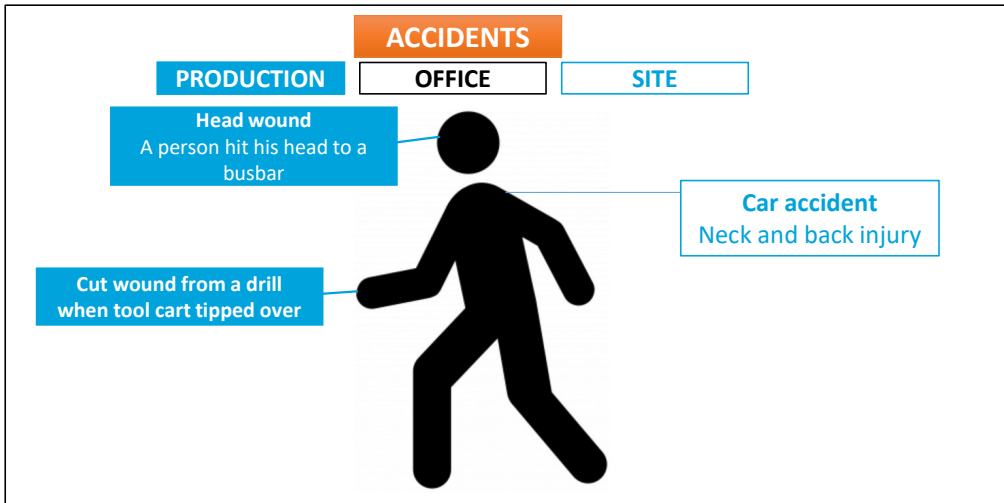 ACCIDENTS
PRODUCTION
OFFICE
SITE
Head wound
A person hit his head to a
busbar
Car accident
Neck and back injury
Cut wound from a drill
when tool cart tipped over